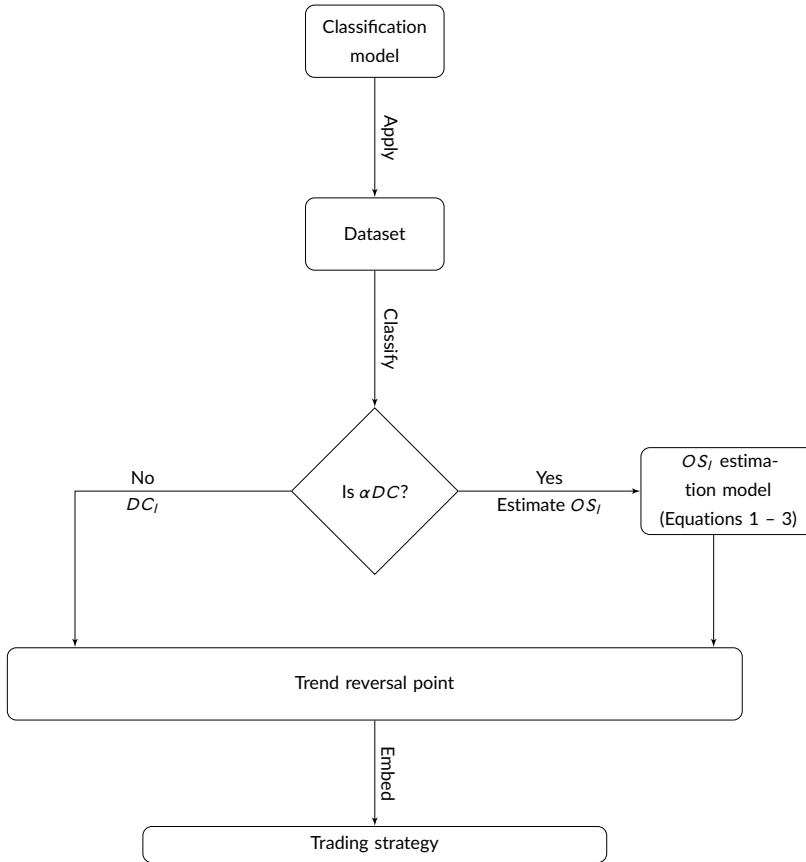 Classification
model
Apply
Dataset
Classify
Is αDC?
No
DC_l
Yes
Estimate OS_l
OS_l estima-
tion model
(Equations 1 – 3)
Trend reversal point
Embed
Trading strategy